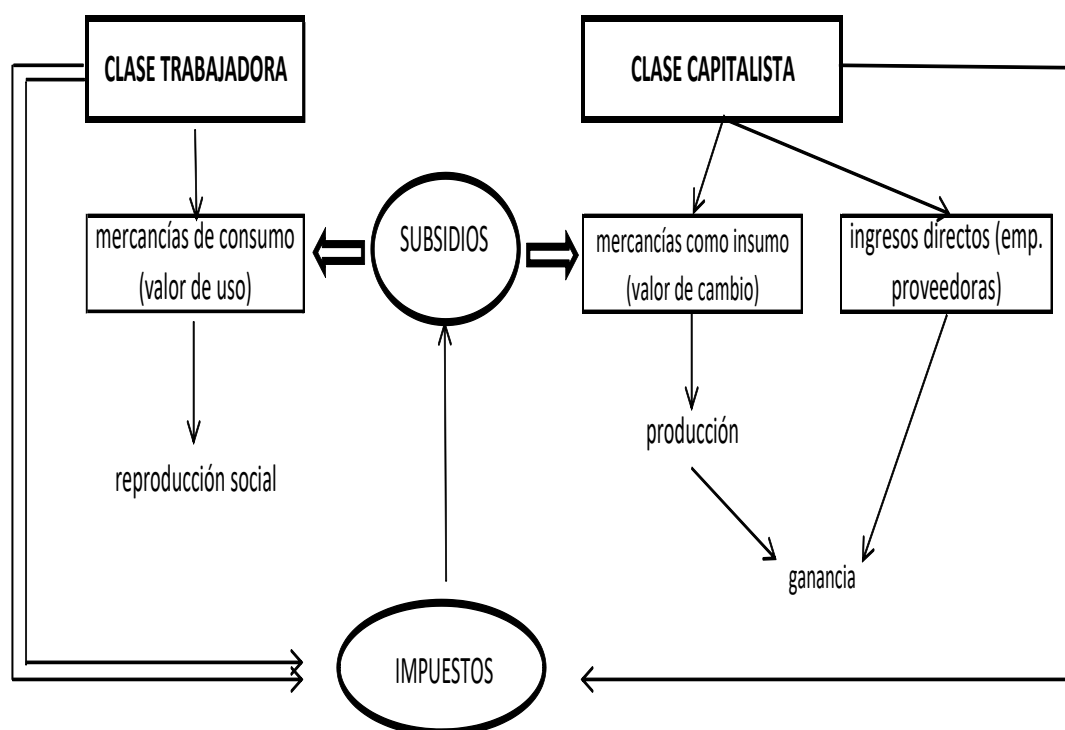 CLASE TRABAJADORA
CLASE CAPITALISTA
mercancías de consumo
(valor de uso)
SUBSIDIOS
mercancías como insumo
(valor de cambio)
ingresos directos (emp.
proveedoras)
producción
reproducción social
ganancia
IMPUESTOS